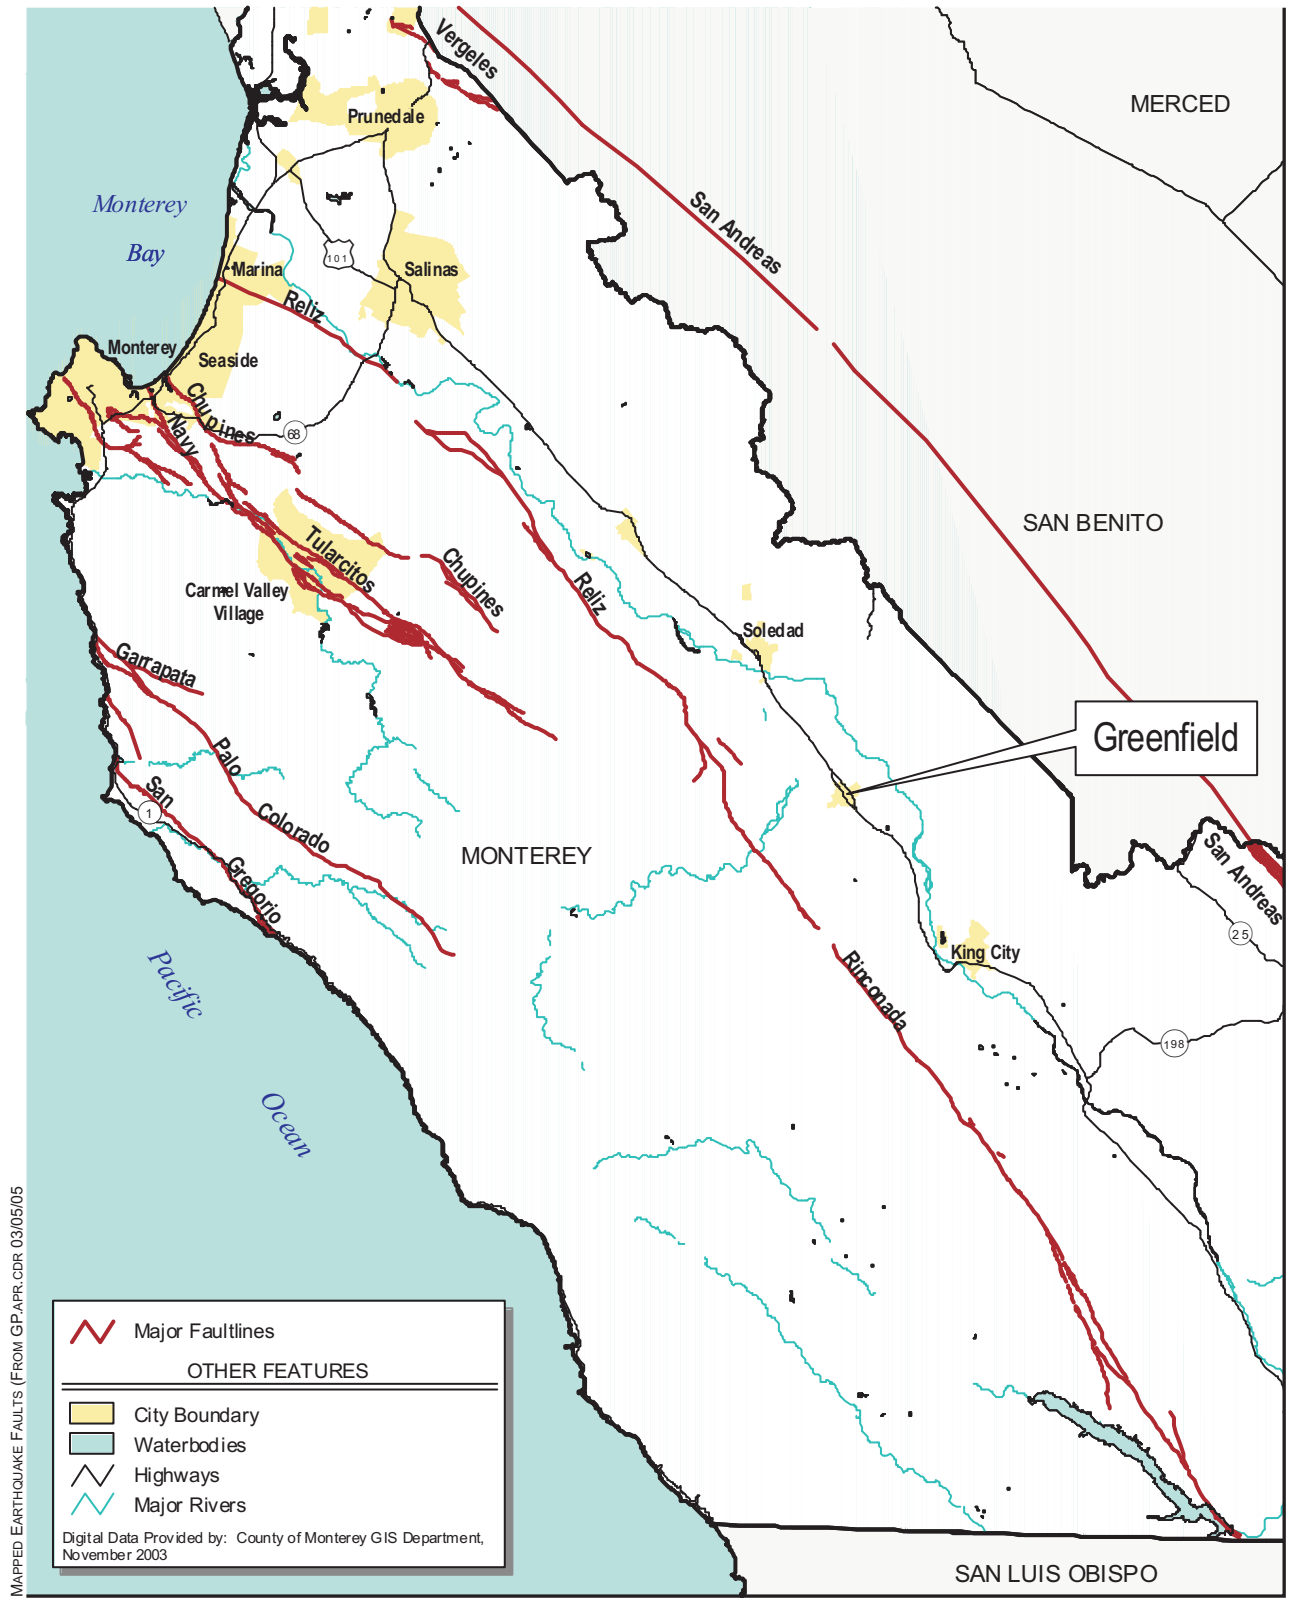 Vergeles
MERCED
Prunedale
Monterey
Bay
San Andreas
101
Marina
Salinas
Reliz
Monterey
Seaside
Chupines
Navy
68
SAN BENITO
Tularcitos
Chupines
Reliz
Carmel Valley
Village
Soledad
Garrapata
Greenfield
Palo
San
1
Colorado
MONTEREY
San Andreas
Gregorio
25
King City
Pacific
Rinconada
198
Ocean
Major Faultlines
OTHER FEATURES
City Boundary
Waterbodies
Highways
Major Rivers
Digital Data Provided by: County of Monterey GIS Department,
November 2003
SAN LUIS OBISPO
MAPPED EARTHQUAKE FAULTS (FROM GP.APR.CDR 03/05/05